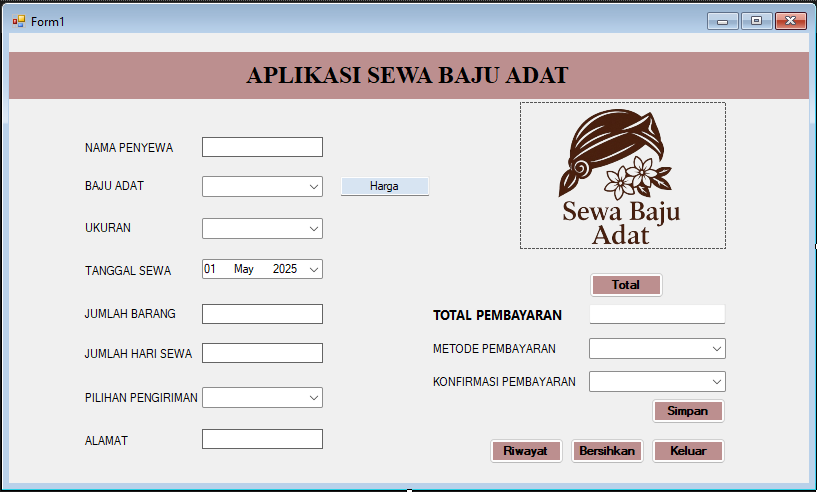 Form1
APLIKASI SEWA BAJU ADAT
NAMA PENYEWA
BAJU ADAT
Harga
UKURAN
TANGGAL SEWA
01 May 2025
JUMLAH BARANG
JUMLAH HARI SEWA
PILIHAN PENGIRIMAN
ALAMAT
Sewa Baju
Adat
Total
TOTAL PEMBAYARAN
METODE PEMBAYARAN
KONFIRMASI PEMBAYARAN
Simpan
Riwayat
Bersihkan
Keluar